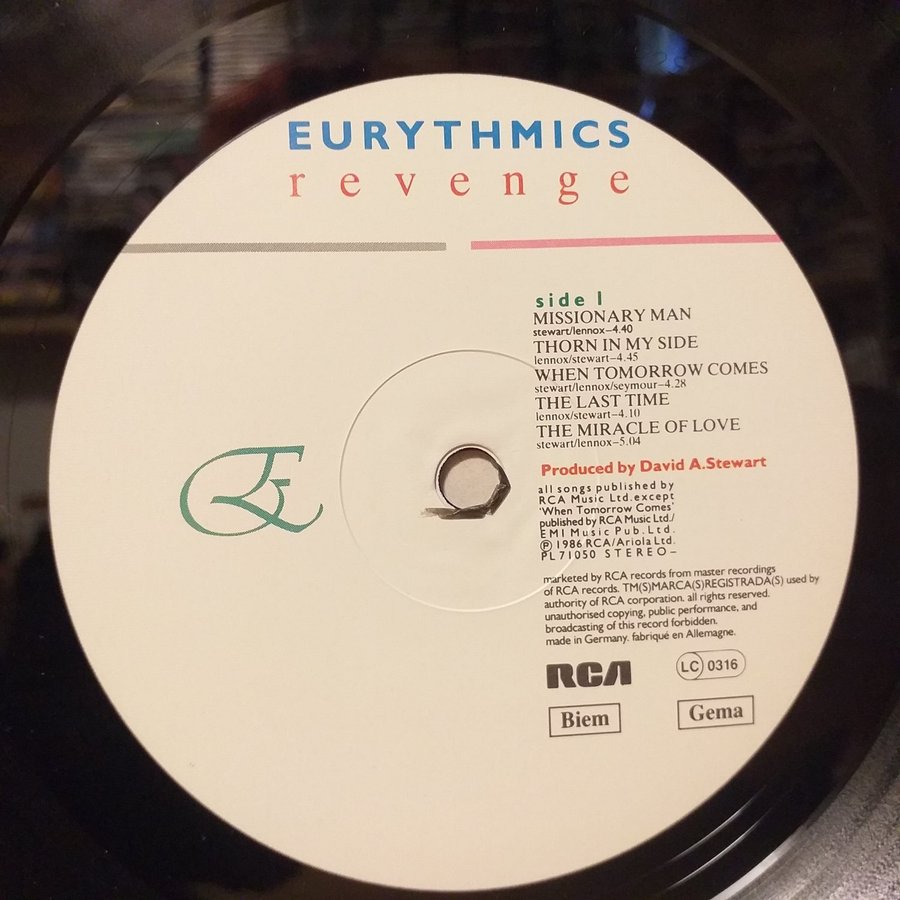 EURYTHMICS
revenge
side 1
MISSIONARY MAN
stewart/lennox–4.40
THORN IN MY SIDE
lennox/stewart–4.45
WHEN TOMORROW COMES
stewart/lennox/seymour–4.28
THE LAST TIME
lennox/stewart–4.10
THE MIRACLE OF LOVE
stewart/lennox–5.04
Produced by David A.Stewart
all songs published by
RCA Music Ltd. except
'When Tomorrow Comes'
published by RCA Music Ltd./
EMI Music Pub. Ltd.
℗ 1986 RCA/Ariola Ltd.
PL71050 STEREO–
marketed by RCA records from master recordings
of RCA records. TM(S)MARCA(S)REGISTRADA(S) used by
authority of RCA corporation. all rights reserved.
unauthorised copying, public performance, and
broadcasting of this record forbidden.
made in Germany. fabriqué en Allemagne.
RCA
LC 0316
Biem
Gema